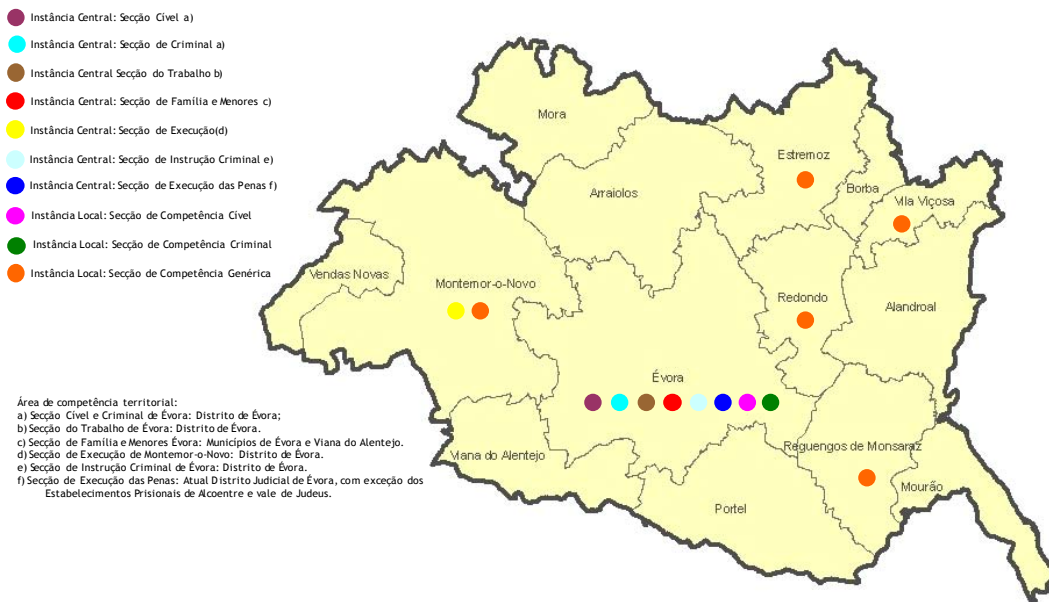 Instância Central: Secção Cível a)
Instância Central: Secção de Criminal a)
Instância Central Secção do Trabalho b)
Instância Central: Secção de Família e Menores c)
Instância Central: Secção de Execução(d)
Instância Central: Secção de Instrução Criminal e)
Instância Central: Secção de Execução das Penas f)
Instância Local: Secção de Competência Cível
Instância Local: Secção de Competência Criminal
Instância Local: Secção de Competência Genérica
Mora
Estremoz
Arraiolos
Borba
Vila Viçosa
Vendas Novas
Montemor-o-Novo
Redondo
Alandroal
Évora
Reguengos de Monsaraz
Viana do Alentejo
Mourão
Portel
Área de competência territorial:
a) Secção Cível e Criminal de Évora: Distrito de Évora;
b) Secção do Trabalho de Évora: Distrito de Évora.
c) Secção de Família e Menores Évora: Municípios de Évora e Viana do Alentejo.
d) Secção de Execução de Montemor-o-Novo: Distrito de Évora.
e) Secção de Instrução Criminal de Évora: Distrito de Évora.
f) Secção de Execução das Penas: Atual Distrito Judicial de Évora, com exceção dos
Estabelecimentos Prisionais de Alcoentre e vale de Judeus.